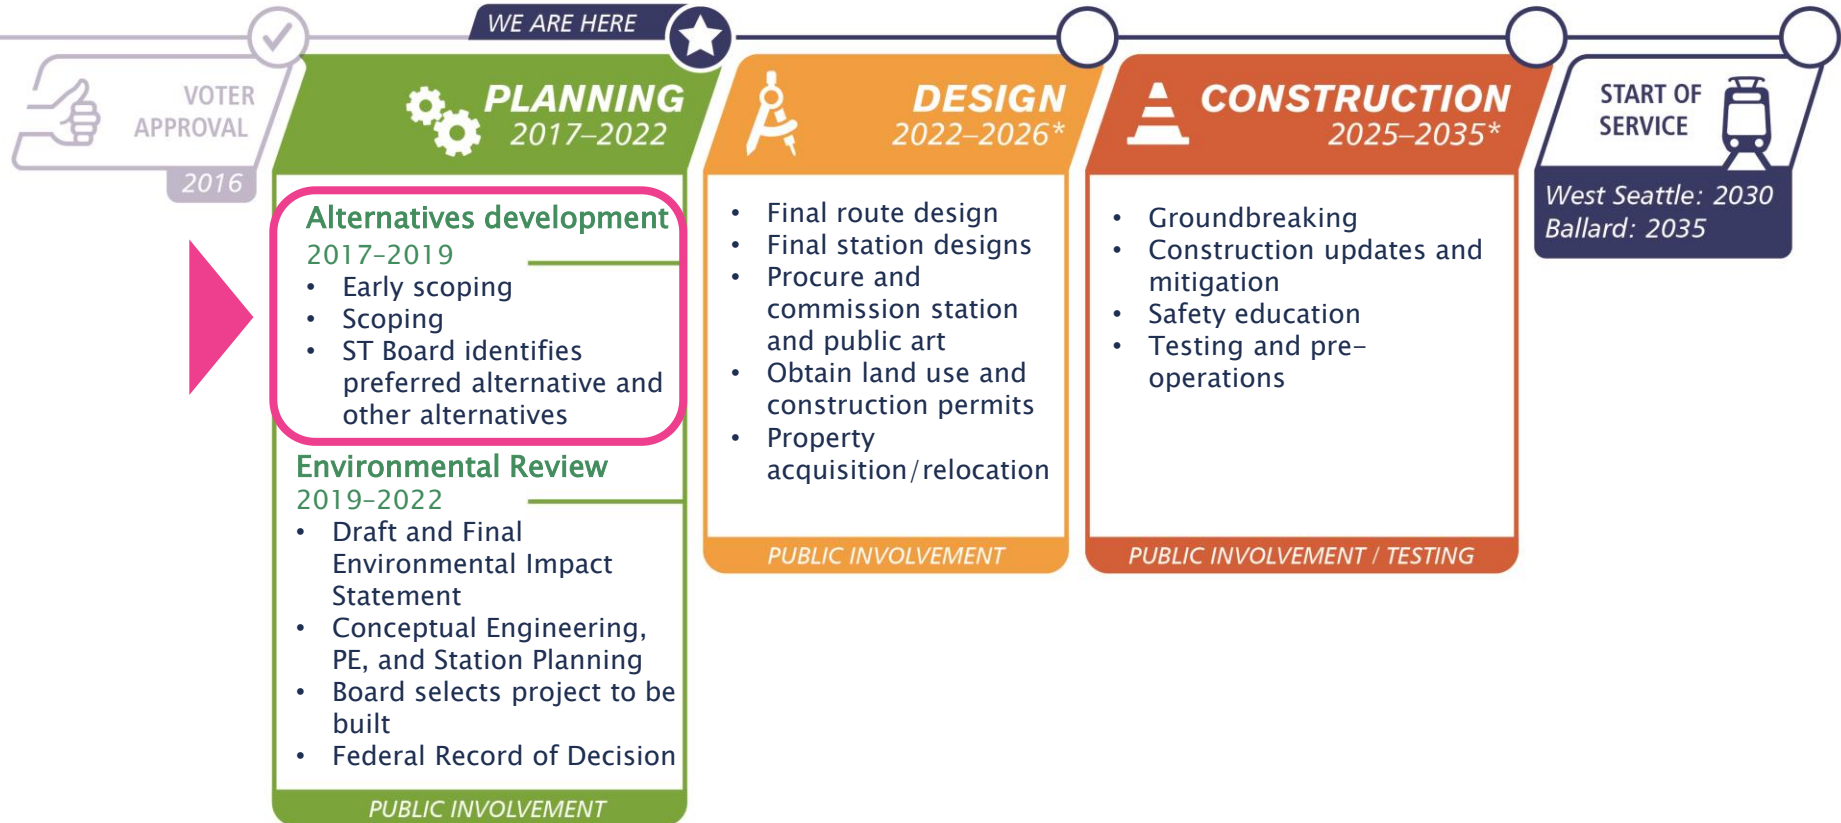 WE ARE HERE
VOTER
APPROVAL
2016
PLANNING
2017–2022
Alternatives development
2017–2019
• Early scoping
• Scoping
• ST Board identifies
preferred alternative and
other alternatives
Environmental Review
2019–2022
• Draft and Final
Environmental Impact
Statement
• Conceptual Engineering,
PE, and Station Planning
• Board selects project to be
built
• Federal Record of Decision
PUBLIC INVOLVEMENT
DESIGN
2022–2026*
• Final route design
• Final station designs
• Procure and
commission station
and public art
• Obtain land use and
construction permits
• Property
acquisition/relocation
PUBLIC INVOLVEMENT
CONSTRUCTION
2025–2035*
• Groundbreaking
• Construction updates and
mitigation
• Safety education
• Testing and pre–
operations
PUBLIC INVOLVEMENT / TESTING
START OF
SERVICE
West Seattle: 2030
Ballard: 2035